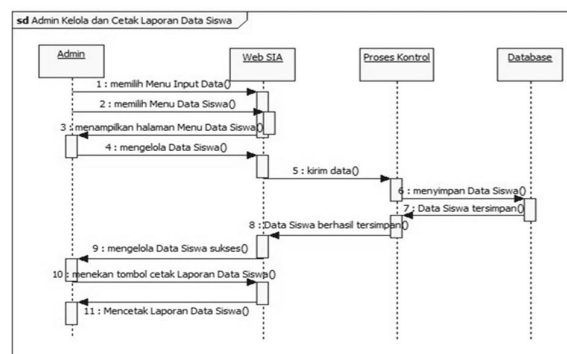 sd Admin Kelola dan Cetak Laporan Data Siswa
Admin
Web SIA
Proses Kontrol
Database
1 : memilih Menu Input Data()
2 : memilih Menu Data Siswa()
3 : menampilkan halaman Menu Data Siswa()
4 : mengelola Data Siswa()
5 : kirim data()
6 : menyimpan Data Siswa()
7 : Data Siswa tersimpan()
8 : Data Siswa berhasil tersimpan()
9 : mengelola Data Siswa sukses()
10 : menekan tombol cetak Laporan Data Siswa()
11 : Mencetak Laporan Data Siswa()